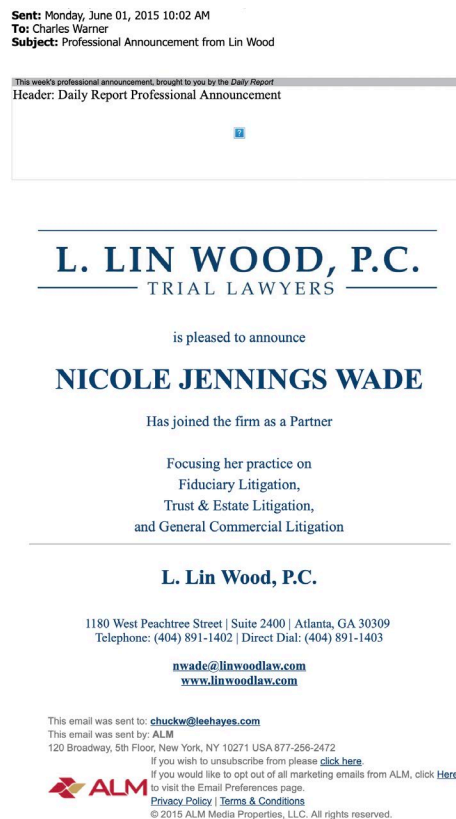 Sent: Monday, June 01, 2015 10:02 AM
To: Charles Warner
Subject: Professional Announcement from Lin Wood
This week's professional announcement, brought to you by the Daily Report
Header: Daily Report Professional Announcement
?
L. LIN WOOD, P.C.
TRIAL LAWYERS
is pleased to announce
NICOLE JENNINGS WADE
Has joined the firm as a Partner
Focusing her practice on
Fiduciary Litigation,
Trust & Estate Litigation,
and General Commercial Litigation
L. Lin Wood, P.C.
1180 West Peachtree Street | Suite 2400 | Atlanta, GA 30309
Telephone: (404) 891-1402 | Direct Dial: (404) 891-1403
nwade@linwoodlaw.com
www.linwoodlaw.com
This email was sent to: chuckw@leehayes.com
This email was sent by: ALM
120 Broadway, 5th Floor, New York, NY 10271 USA 877-256-2472
If you wish to unsubscribe from please click here.
If you would like to opt out of all marketing emails from ALM, click Here
ALM to visit the Email Preferences page.
Privacy Policy | Terms & Conditions
© 2015 ALM Media Properties, LLC. All rights reserved.